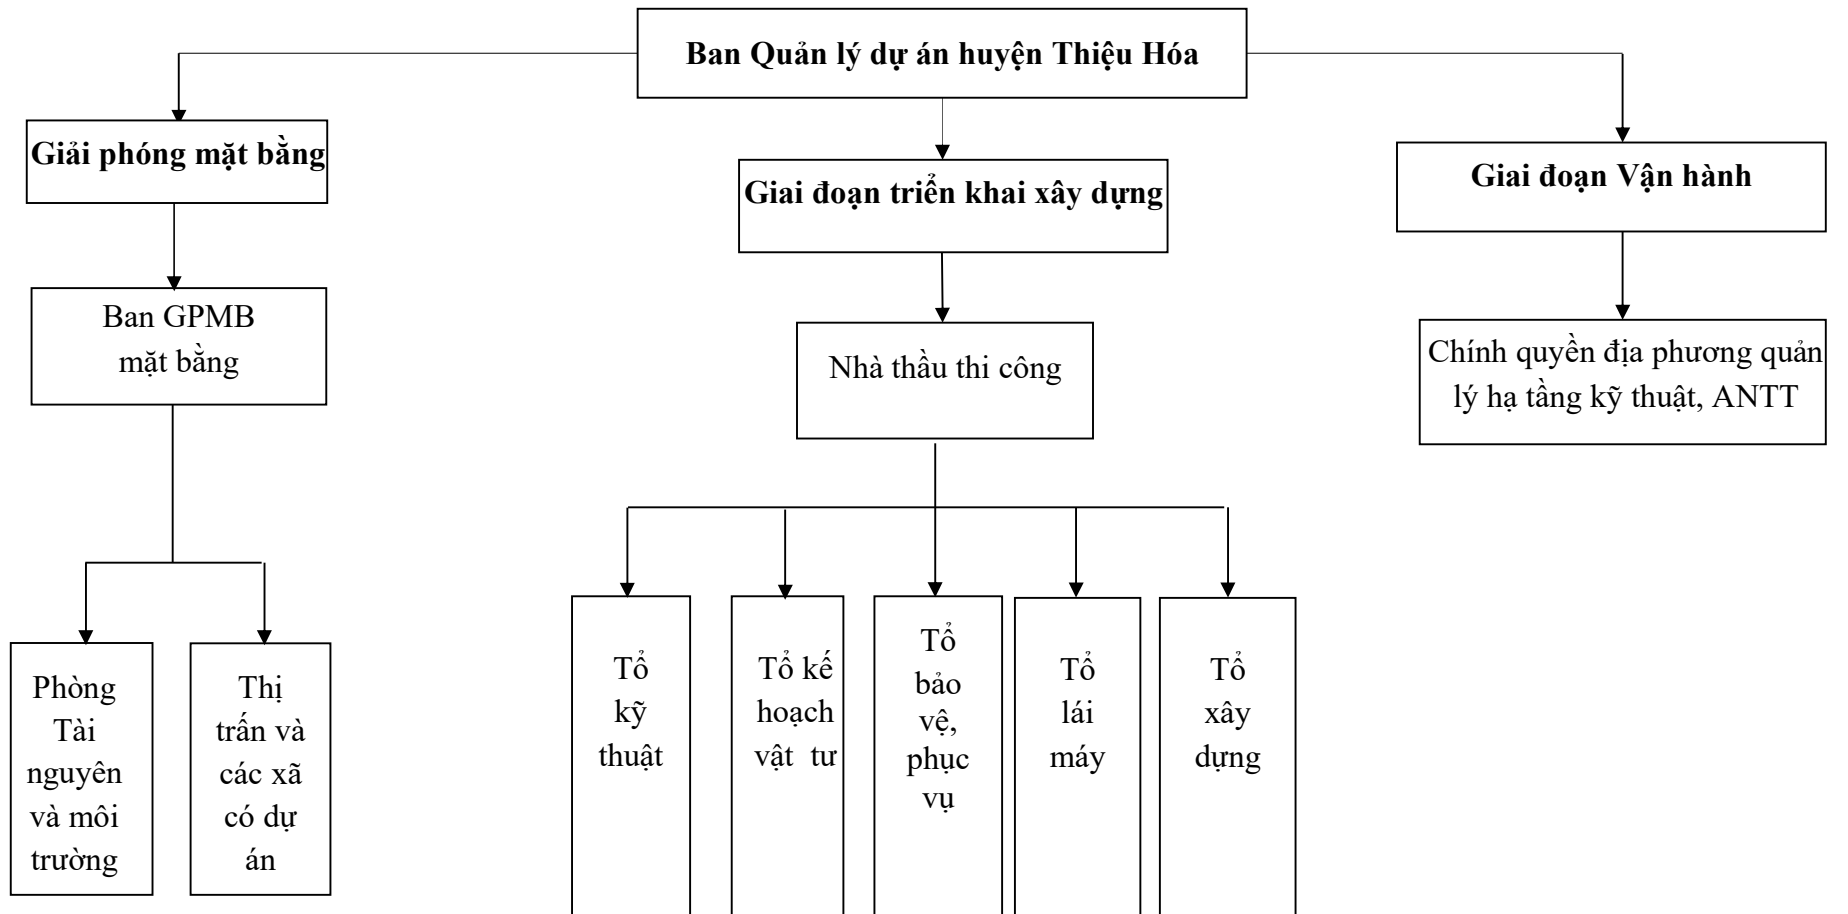 Ban Quản lý dự án huyện Thiệu Hóa
Giải phóng mặt bằng
Giai đoạn triển khai xây dựng
Giai đoạn Vận hành
Ban GPMB
mặt bằng
Nhà thầu thi công
Chính quyền địa phương quản
lý hạ tầng kỹ thuật, ANTT
Phòng
Tài
nguyên
và môi
trường
Thị
trấn và
các xã
có dự
án
Tổ
kỹ
thuật
Tổ kế
hoạch
vật tư
Tổ
bảo
vệ,
phục
vụ
Tổ
lái
máy
Tổ
xây
dựng